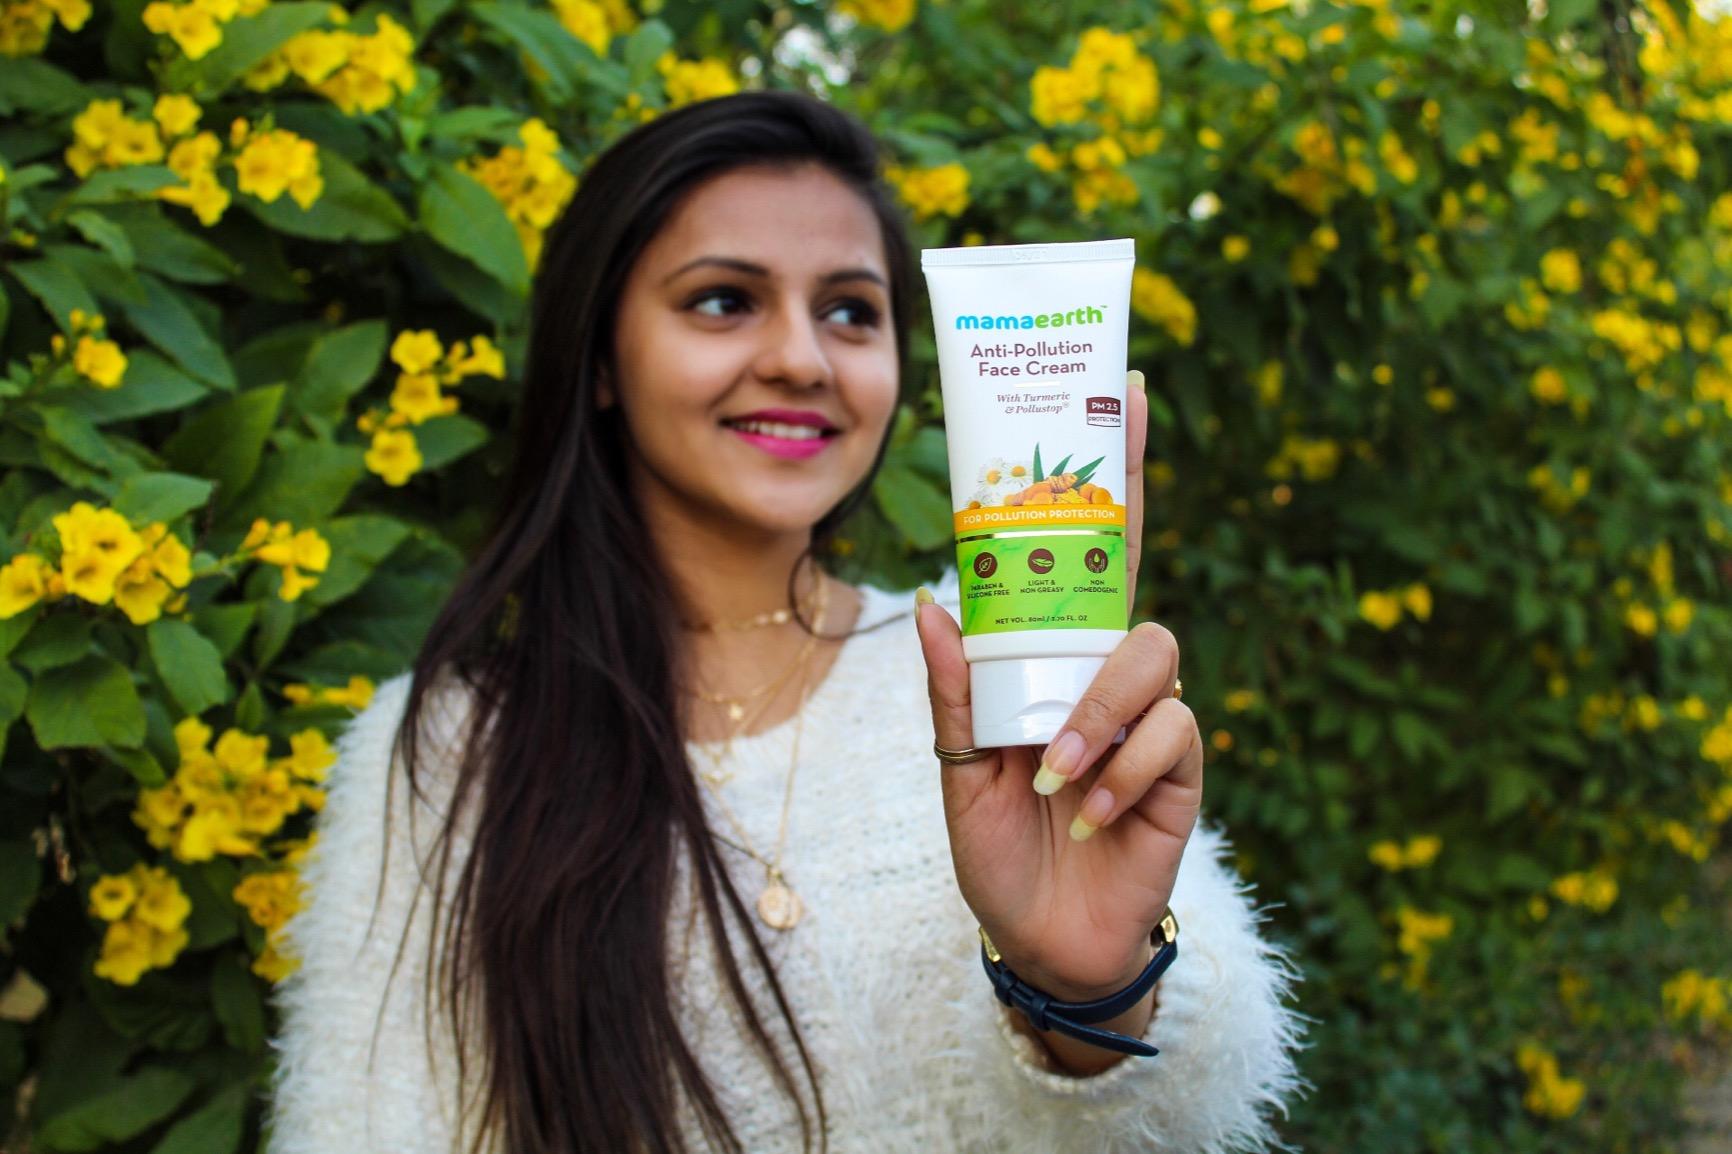 mamaearth™
Anti-Pollution
Face Cream
With Turmeric
& Pollustop®
PM 2.5
PROTECTION
FOR POLLUTION PROTECTION
PARABEN &
SILICONE FREE
LIGHT &
NON GREASY
NON
COMEDOGENIC
NET VOL. 80ml / 2.70 FL. OZ